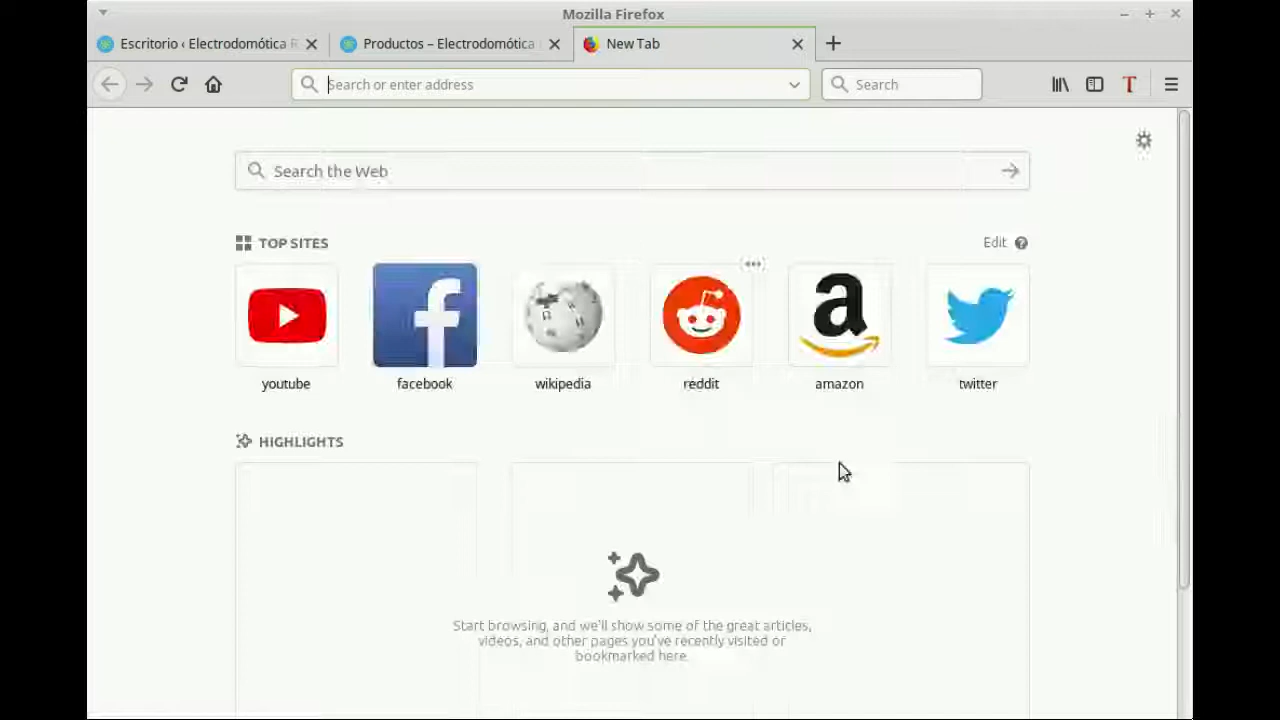 Mozilla Firefox
Escritorio ‹ Electrodomótica
Productos – Electrodomótica
New Tab
Search or enter address
Search
Search the Web
TOP SITES
Edit
youtube
facebook
wikipedia
reddit
amazon
twitter
HIGHLIGHTS
Start browsing, and we'll show some of the great articles,
videos, and other pages you've recently visited or
bookmarked here.